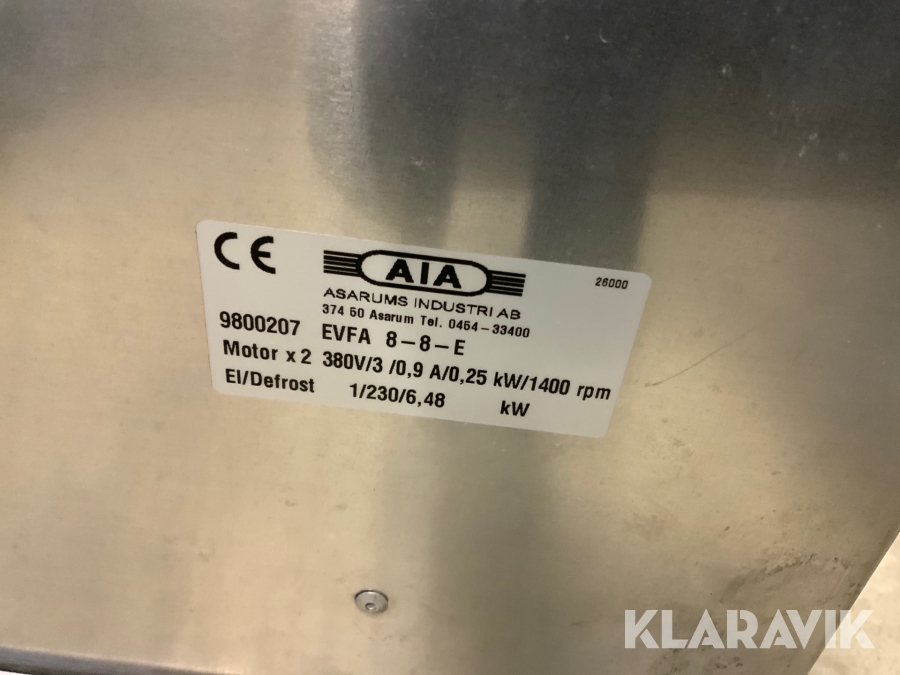 CE AIA 26000
ASARUMS INDUSTRI AB
374 50 Asarum Tel. 0454-33400
9800207 EVFA 8-8-E
Motor x 2 380V/3 /0,9 A/0,25 kW/1400 rpm
El/Defrost 1/230/6,48 kW
KLARAVIK